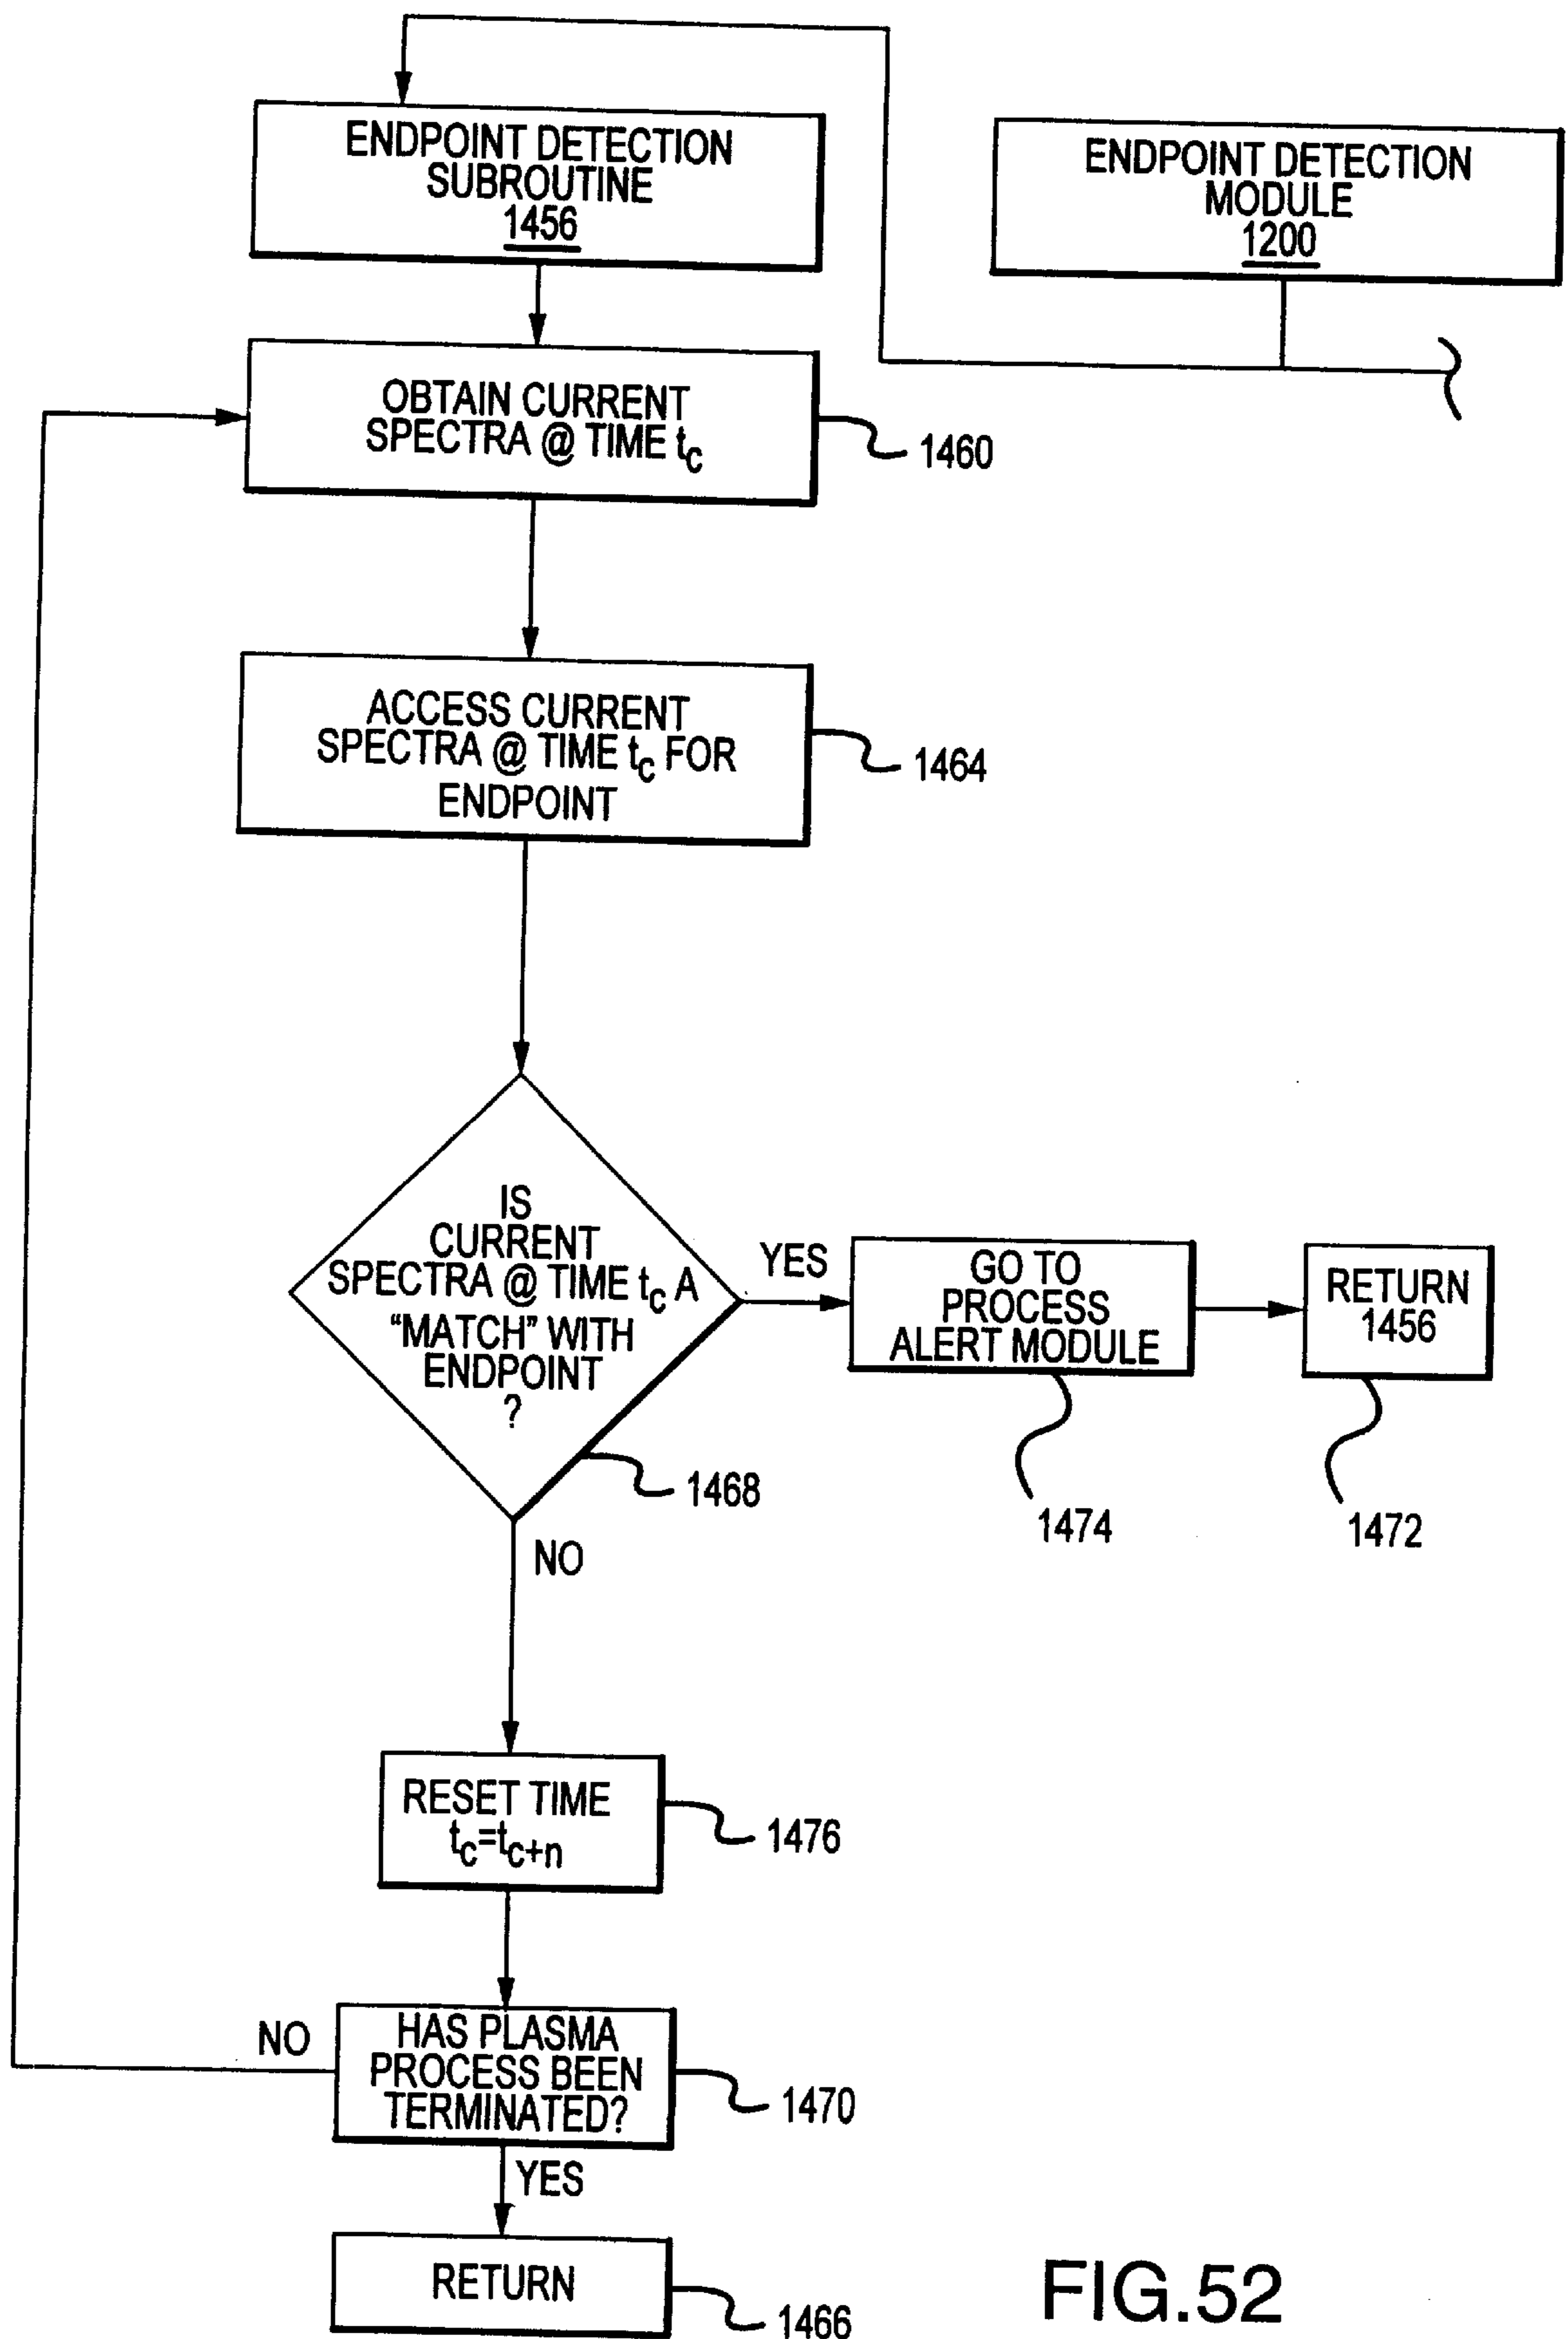 ENDPOINT DETECTION
SUBROUTINE
1456
ENDPOINT DETECTION
MODULE
1200
OBTAIN CURRENT
SPECTRA @ TIME tc
1460
ACCESS CURRENT
SPECTRA @ TIME tc FOR
ENDPOINT
1464
IS
CURRENT
SPECTRA @ TIME tc A
“MATCH” WITH
ENDPOINT
?
1468
YES
GO TO
PROCESS
ALERT MODULE
1474
RETURN
1456
1472
NO
RESET TIME
tc=tc+n
1476
HAS PLASMA
PROCESS BEEN
TERMINATED?
1470
NO
YES
RETURN
1466
FIG.52